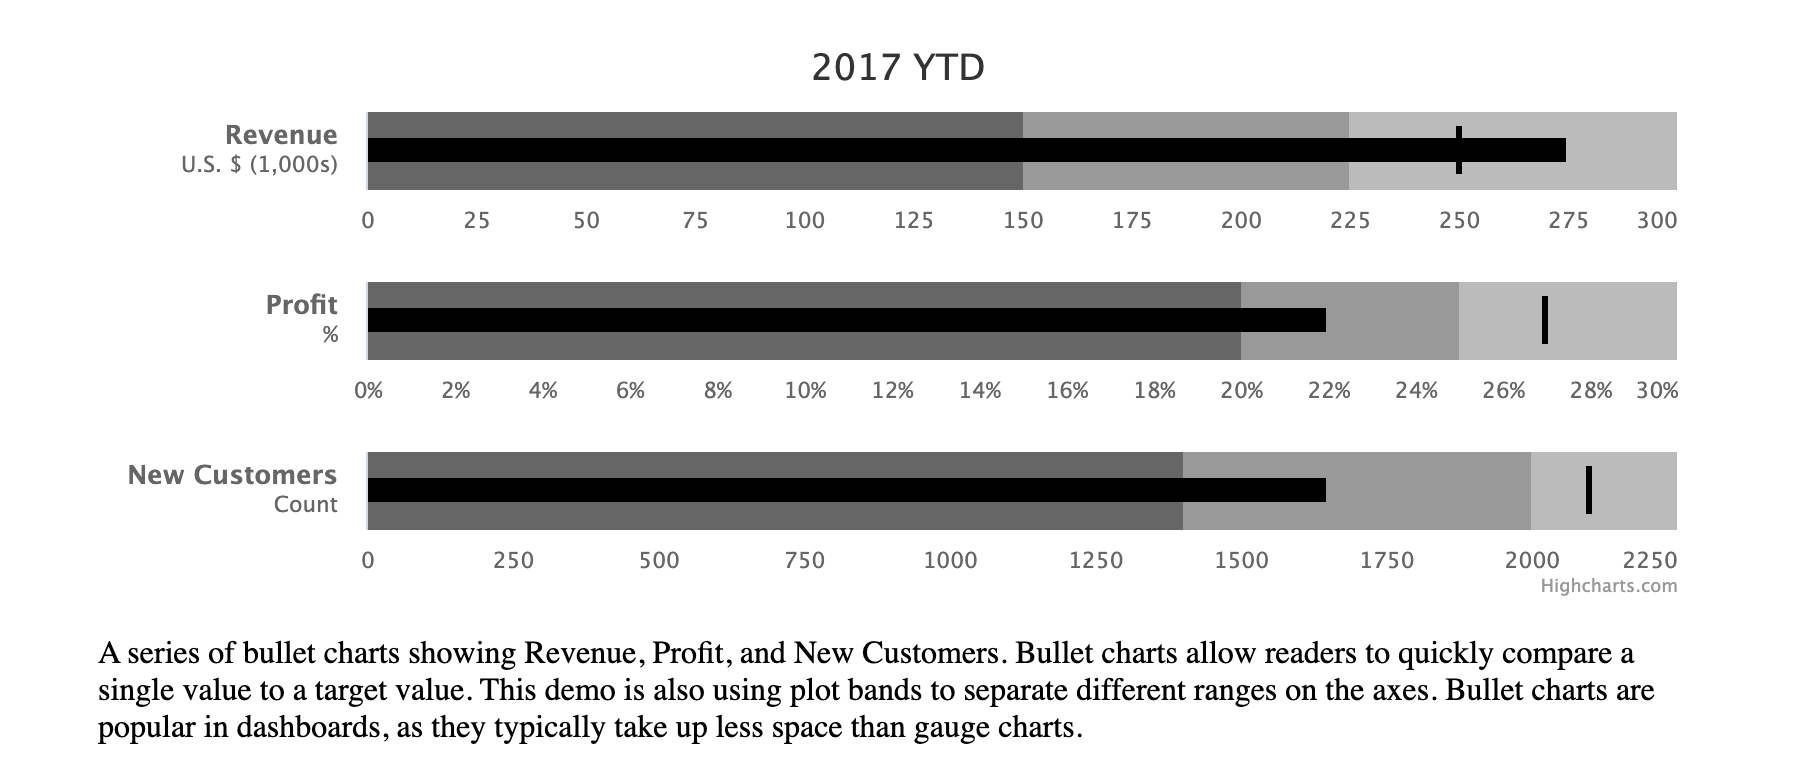 2017 YTD
Revenue
U.S. $ (1,000s)
0 25 50 75 100 125 150 175 200 225 250 275 300
Profit
%
0% 2% 4% 6% 8% 10% 12% 14% 16% 18% 20% 22% 24% 26% 28% 30%
New Customers
Count
0 250 500 750 1000 1250 1500 1750 2000 2250
Highcharts.com
A series of bullet charts showing Revenue, Profit, and New Customers. Bullet charts allow readers to quickly compare a
single value to a target value. This demo is also using plot bands to separate different ranges on the axes. Bullet charts are
popular in dashboards, as they typically take up less space than gauge charts.